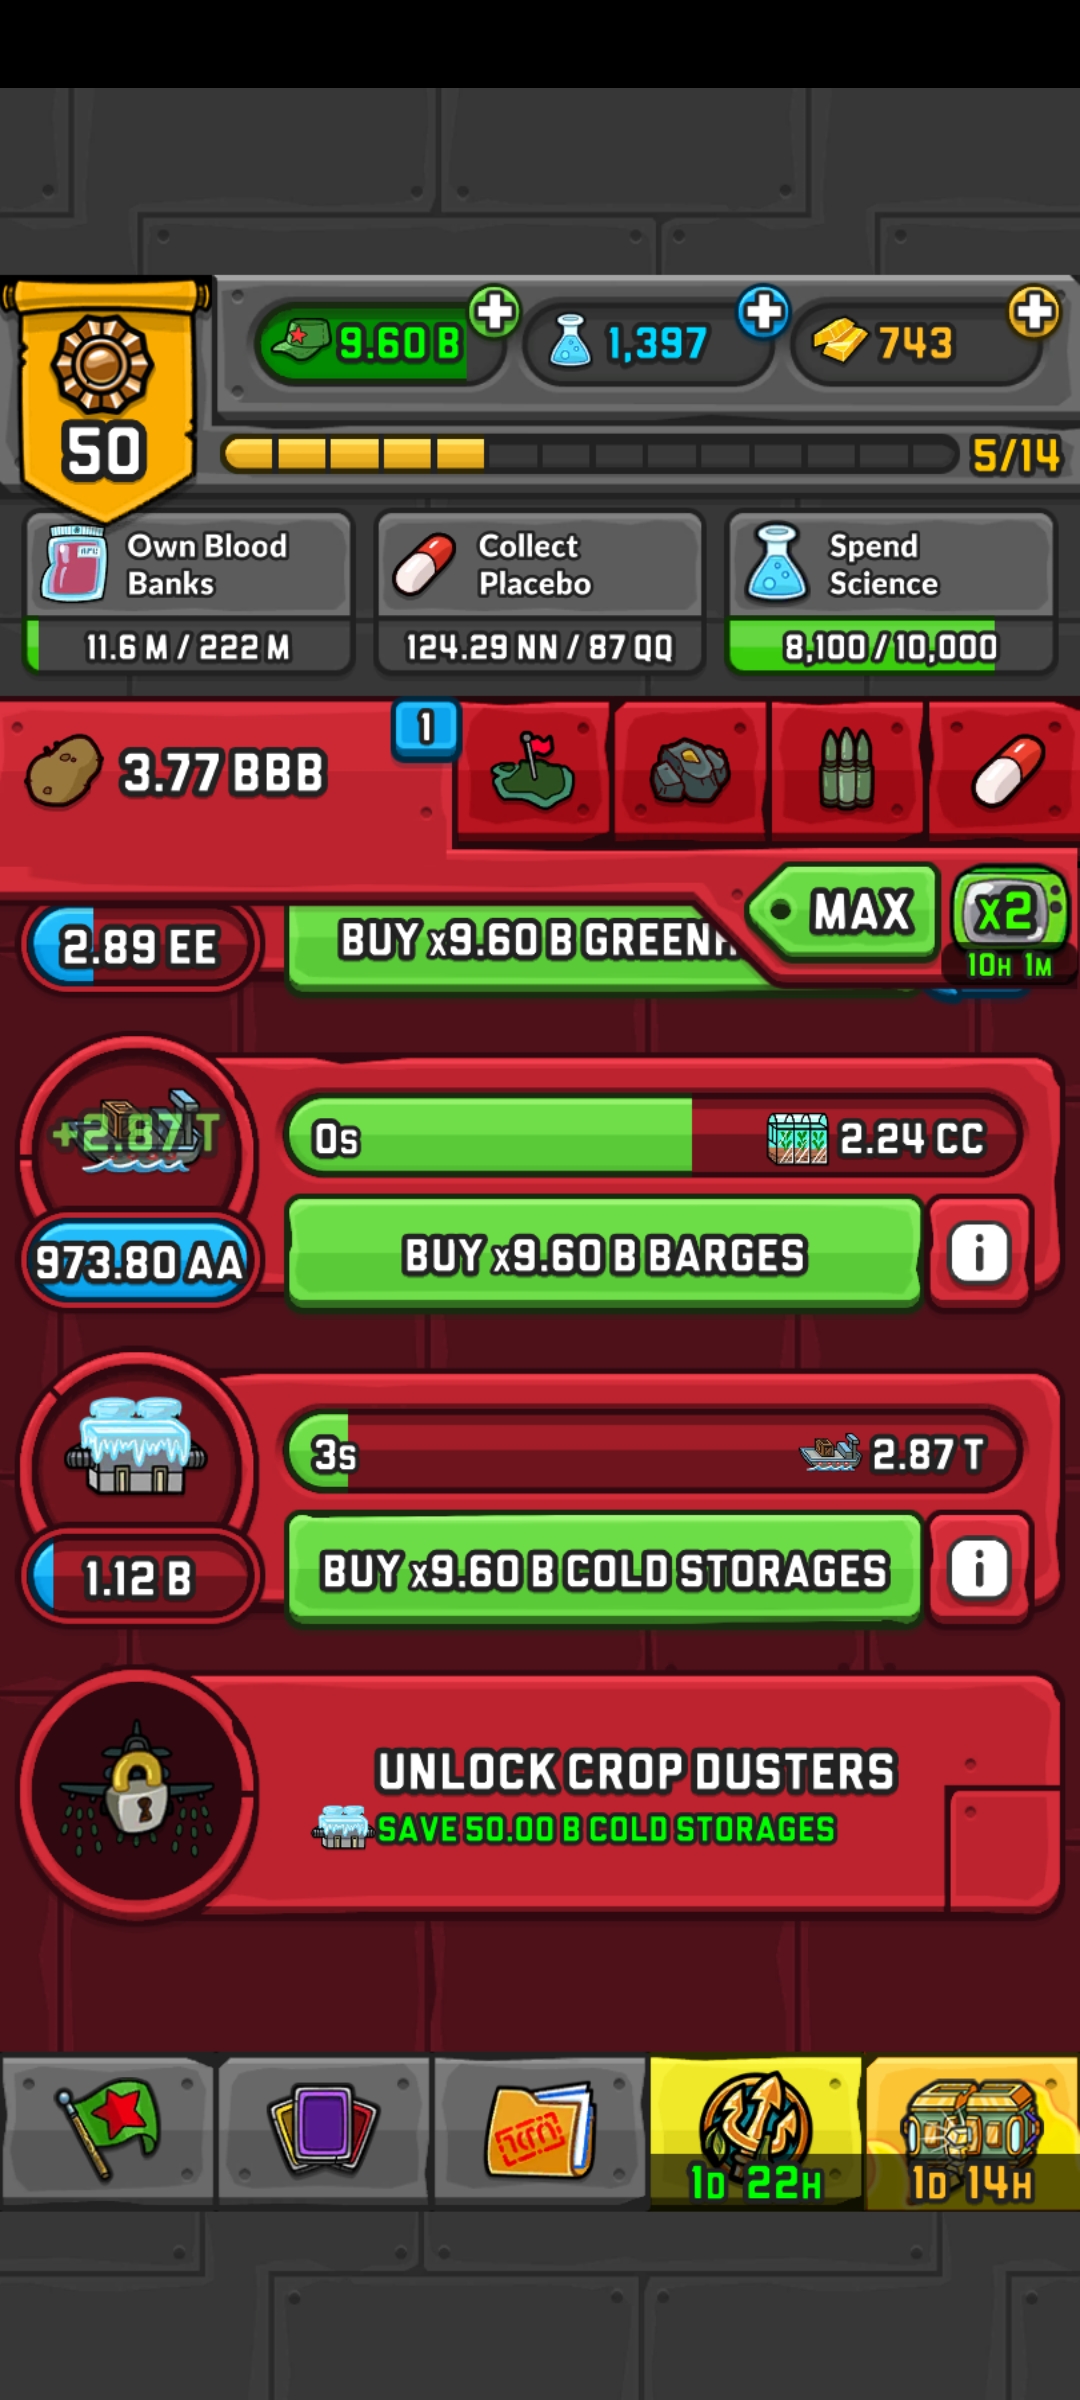 9.60 B
1,397
743
50
5/14
Own Blood
Banks
11.6 M / 222 M
Collect
Placebo
124.29 NN / 87 QQ
Spend
Science
8,100 / 10,000
3.77 BBB
1
MAX
x2
10H 1M
2.89 EE
BUY x9.60 B
+2.87 T
0s
2.24 CC
973.80 AA
BUY x9.60 B BARGES
i
3s
2.87 T
1.12 B
BUY x9.60 B COLD STORAGES
i
UNLOCK CROP DUSTERS
SAVE 50.00 B COLD STORAGES
1D 22H
1D 14H